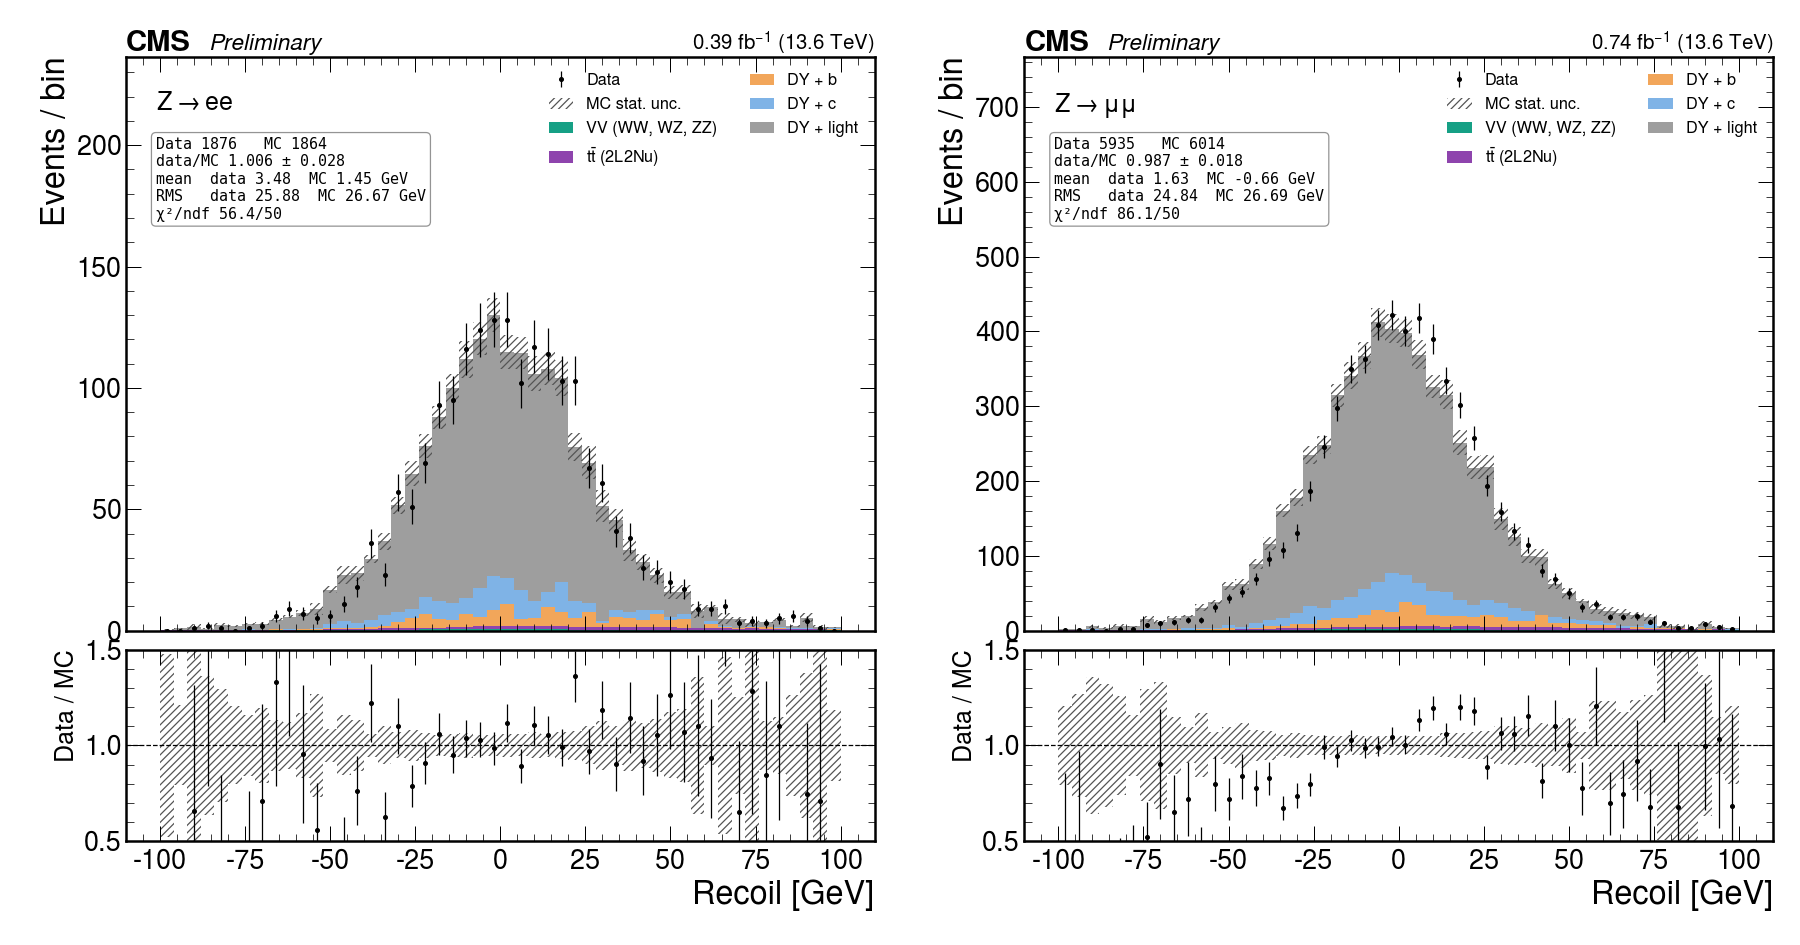 CMS Preliminary 0.39 fb⁻¹ (13.6 TeV)
Events / bin
Z → ee
Data
MC stat. unc.
VV (WW, WZ, ZZ)
tt̄ (2L2Nu)
DY + b
DY + c
DY + light
Data 1876 MC 1864
data/MC 1.006 ± 0.028
mean data 3.48 MC 1.45 GeV
RMS data 25.88 MC 26.67 GeV
χ²/ndf 56.4/50
200
150
100
50
0
Data / MC
1.5
1.0
0.5
-100 -75 -50 -25 0 25 50 75 100
Recoil [GeV]
CMS Preliminary 0.74 fb⁻¹ (13.6 TeV)
Events / bin
Z → μμ
Data
MC stat. unc.
VV (WW, WZ, ZZ)
tt̄ (2L2Nu)
DY + b
DY + c
DY + light
Data 5935 MC 6014
data/MC 0.987 ± 0.018
mean data 1.63 MC -0.66 GeV
RMS data 24.84 MC 26.69 GeV
χ²/ndf 86.1/50
700
600
500
400
300
200
100
0
Data / MC
1.5
1.0
0.5
-100 -75 -50 -25 0 25 50 75 100
Recoil [GeV]